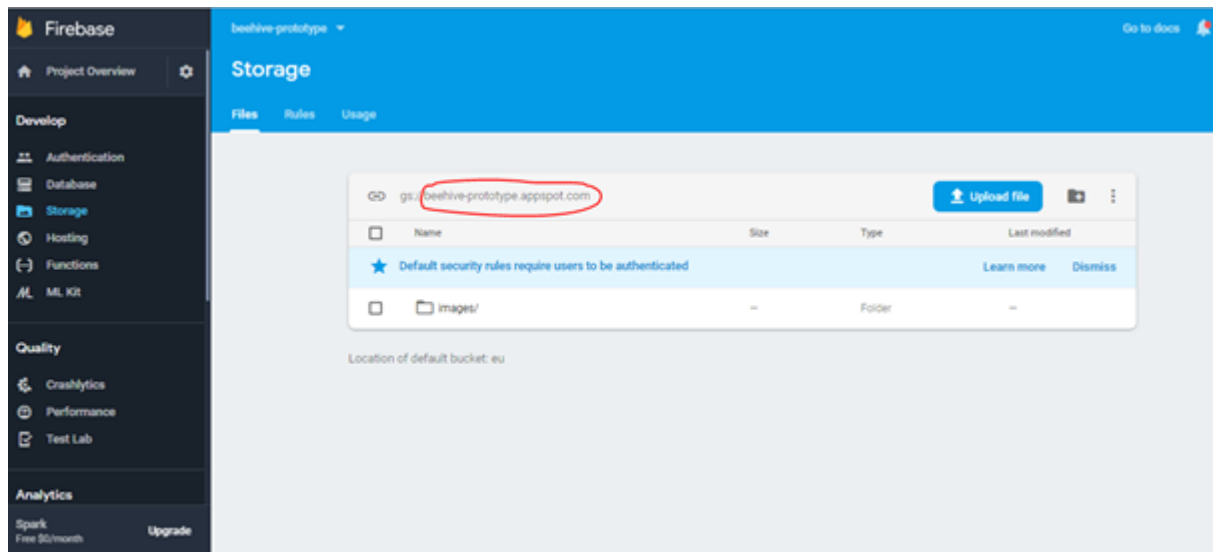 Firebase
beehive-prototype
Go to docs
Project Overview
Storage
Develop
Files Rules Usage
Authentication
Database
Storage
Hosting
Functions
ML Kit
gs://beehive-prototype.appspot.com
Upload file
Name Size Type Last modified
Default security rules require users to be authenticated Learn more Dismiss
images/ – Folder –
Location of default bucket: eu
Quality
Crashlytics
Performance
Test Lab
Analytics
Spark
Free $0/month
Upgrade